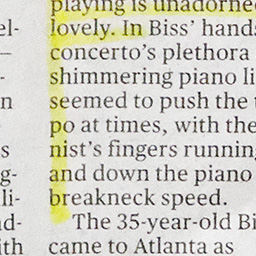 playing is unadorned
lovely. In Biss' hands
concerto's plethora
shimmering piano li
seemed to push the
po at times, with the
nist's fingers running
and down the piano
breakneck speed.
The 35-year-old Bi
came to Atlanta as
el-
–
-
n
s
g-
li-
nd-
ith